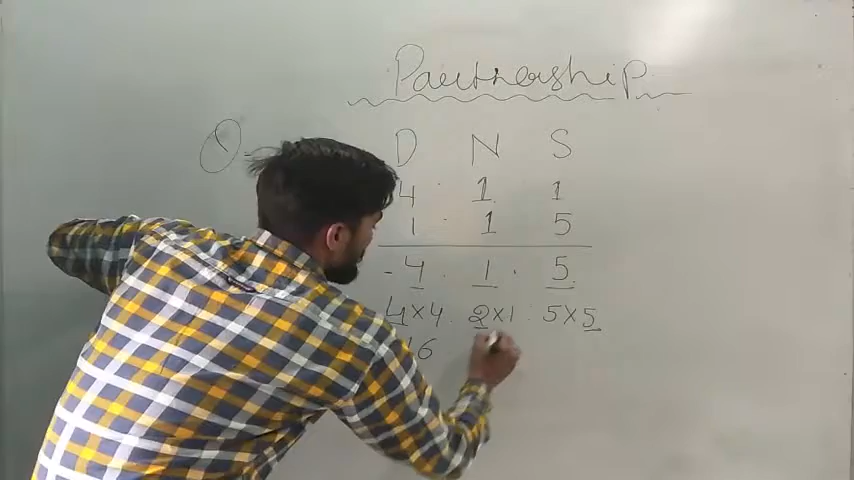 Partnership
Q- D N S
4 : 1 1
1 : 1 5
- 4 : 1 : 5
4×4 : 2×1 : 5×5
16